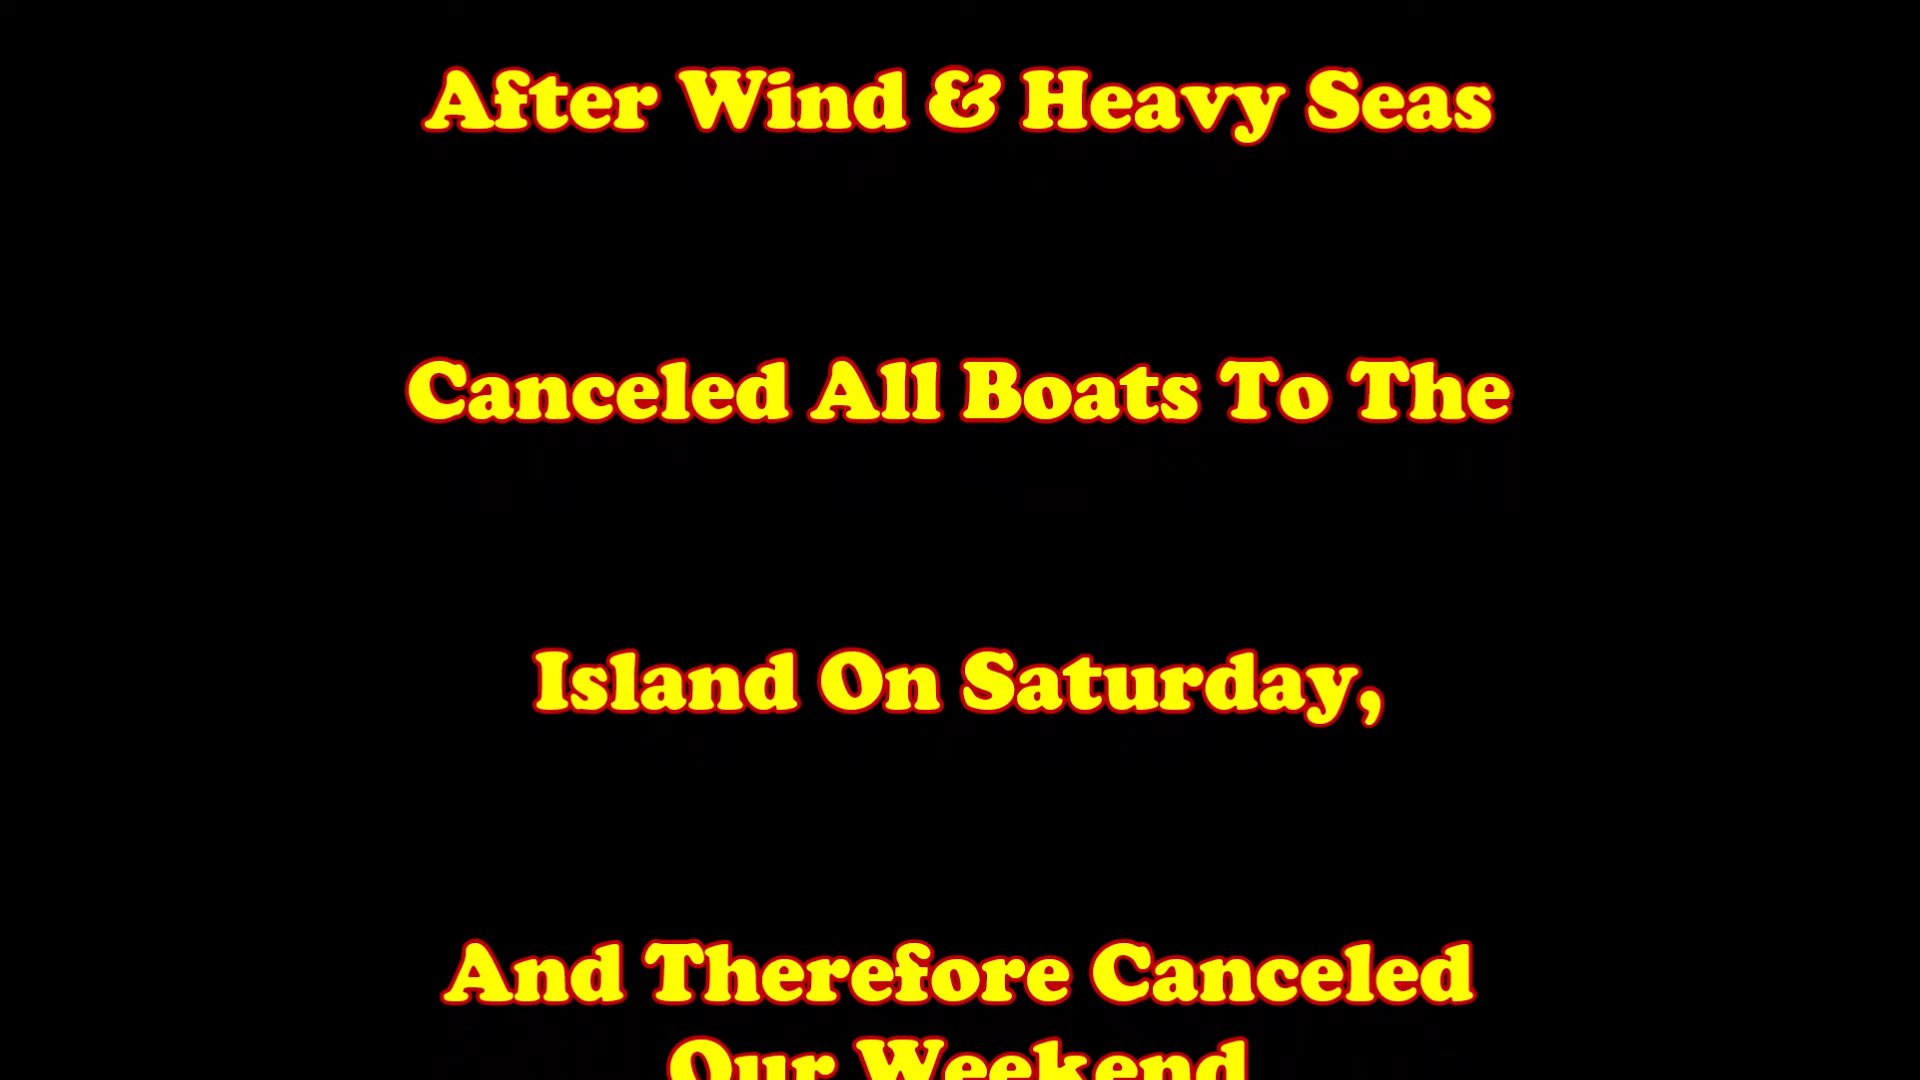 After Wind & Heavy Seas
Canceled All Boats To The
Island On Saturday,
And Therefore Canceled
Our Weekend